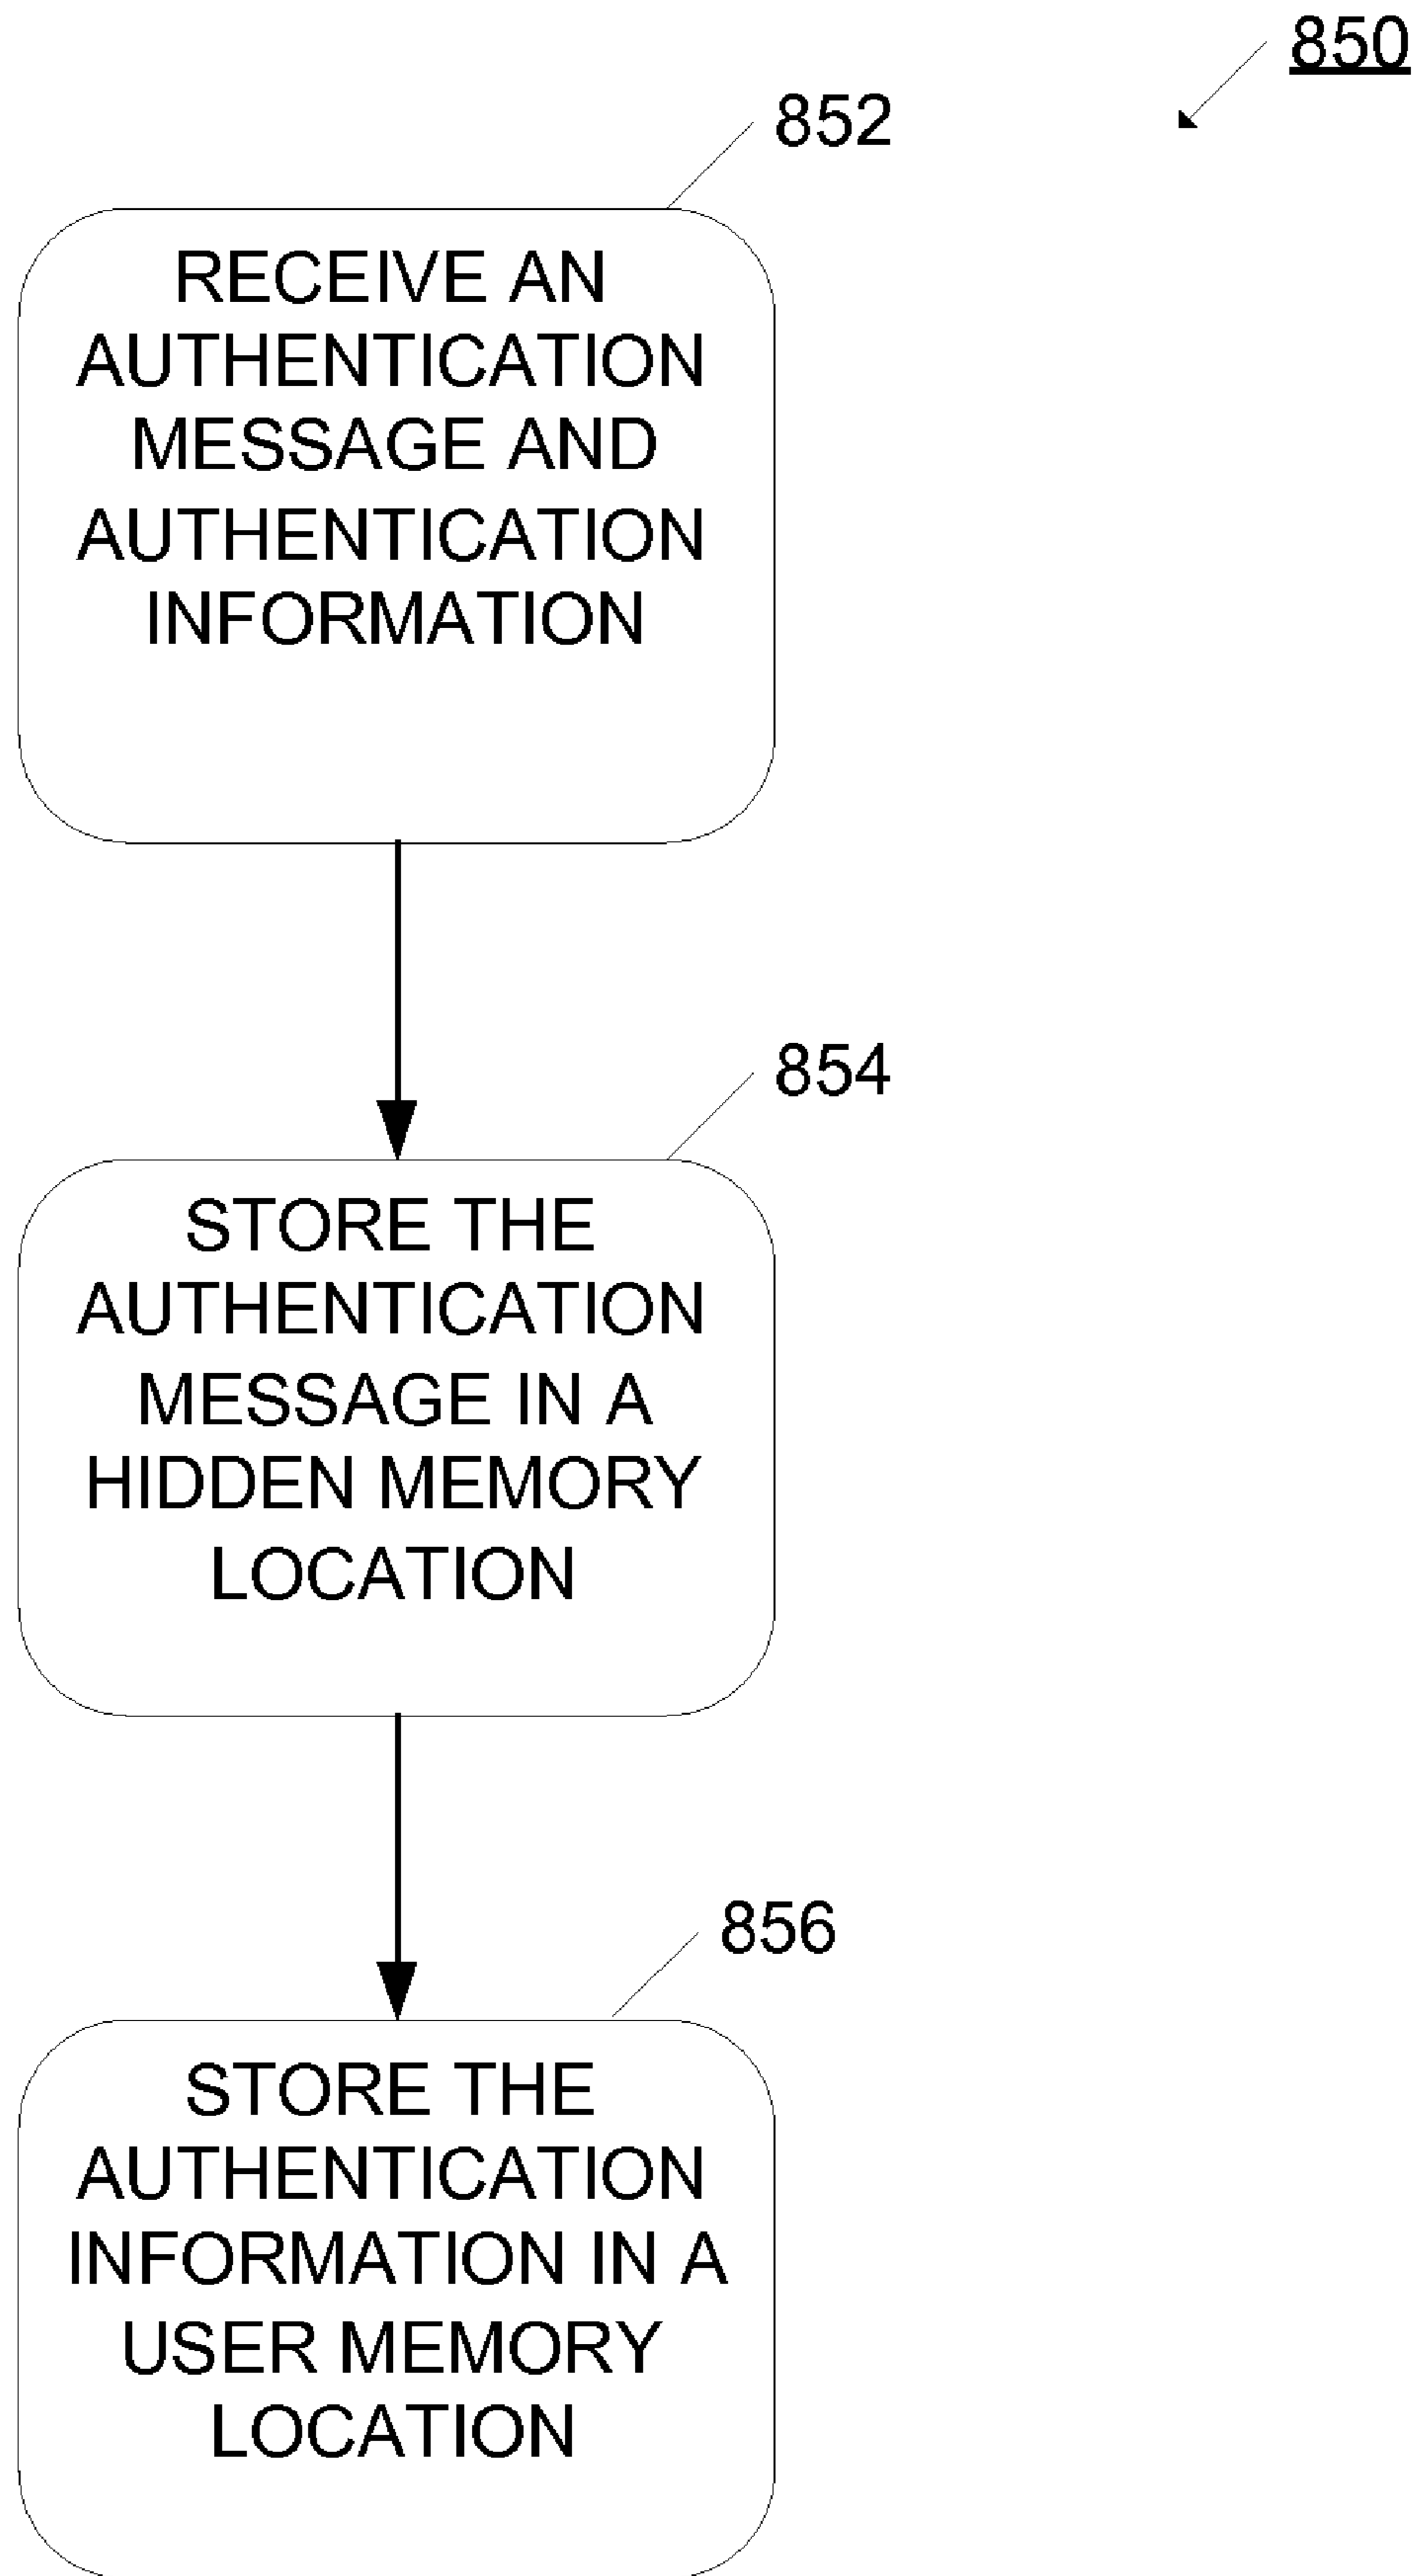 850
852
RECEIVE AN
AUTHENTICATION
MESSAGE AND
AUTHENTICATION
INFORMATION
854
STORE THE
AUTHENTICATION
MESSAGE IN A
HIDDEN MEMORY
LOCATION
856
STORE THE
AUTHENTICATION
INFORMATION IN A
USER MEMORY
LOCATION